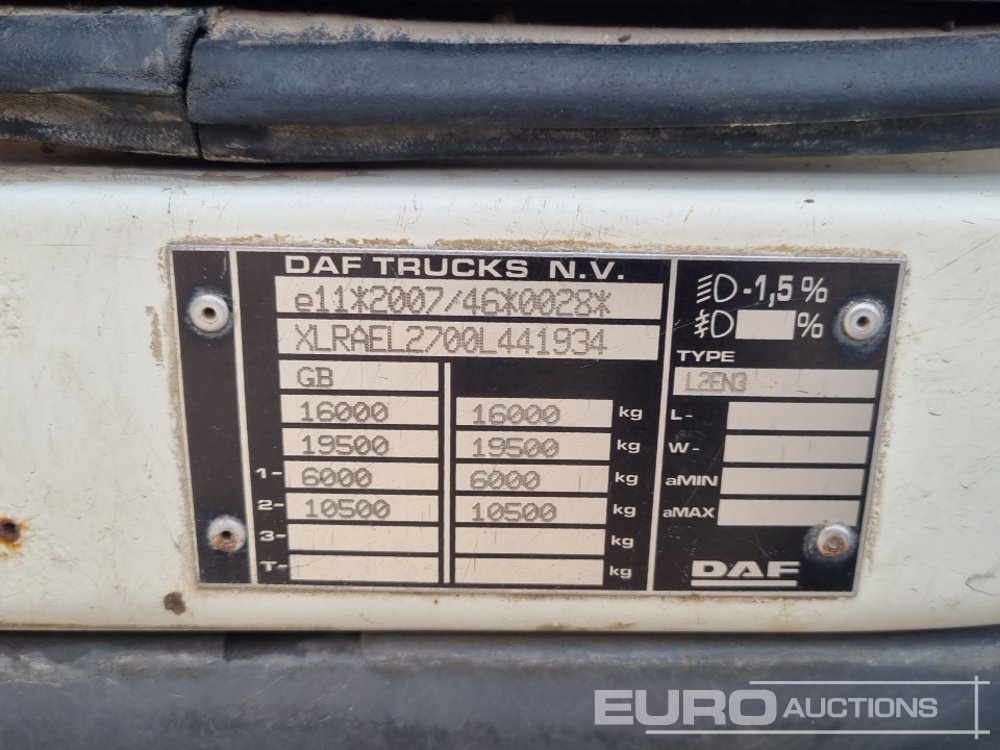 DAF TRUCKS N.V.
e11*2007/46*0028*
XLRAEL2700L441934
GB
16000 16000 kg
19500 19500 kg
1- 6000 6000 kg
2- 10500 10500 kg
3- kg
T- kg
-1,5 %
%
TYPE
L2EN3
L-
W-
aMIN
aMAX
DAF
EURO AUCTIONS